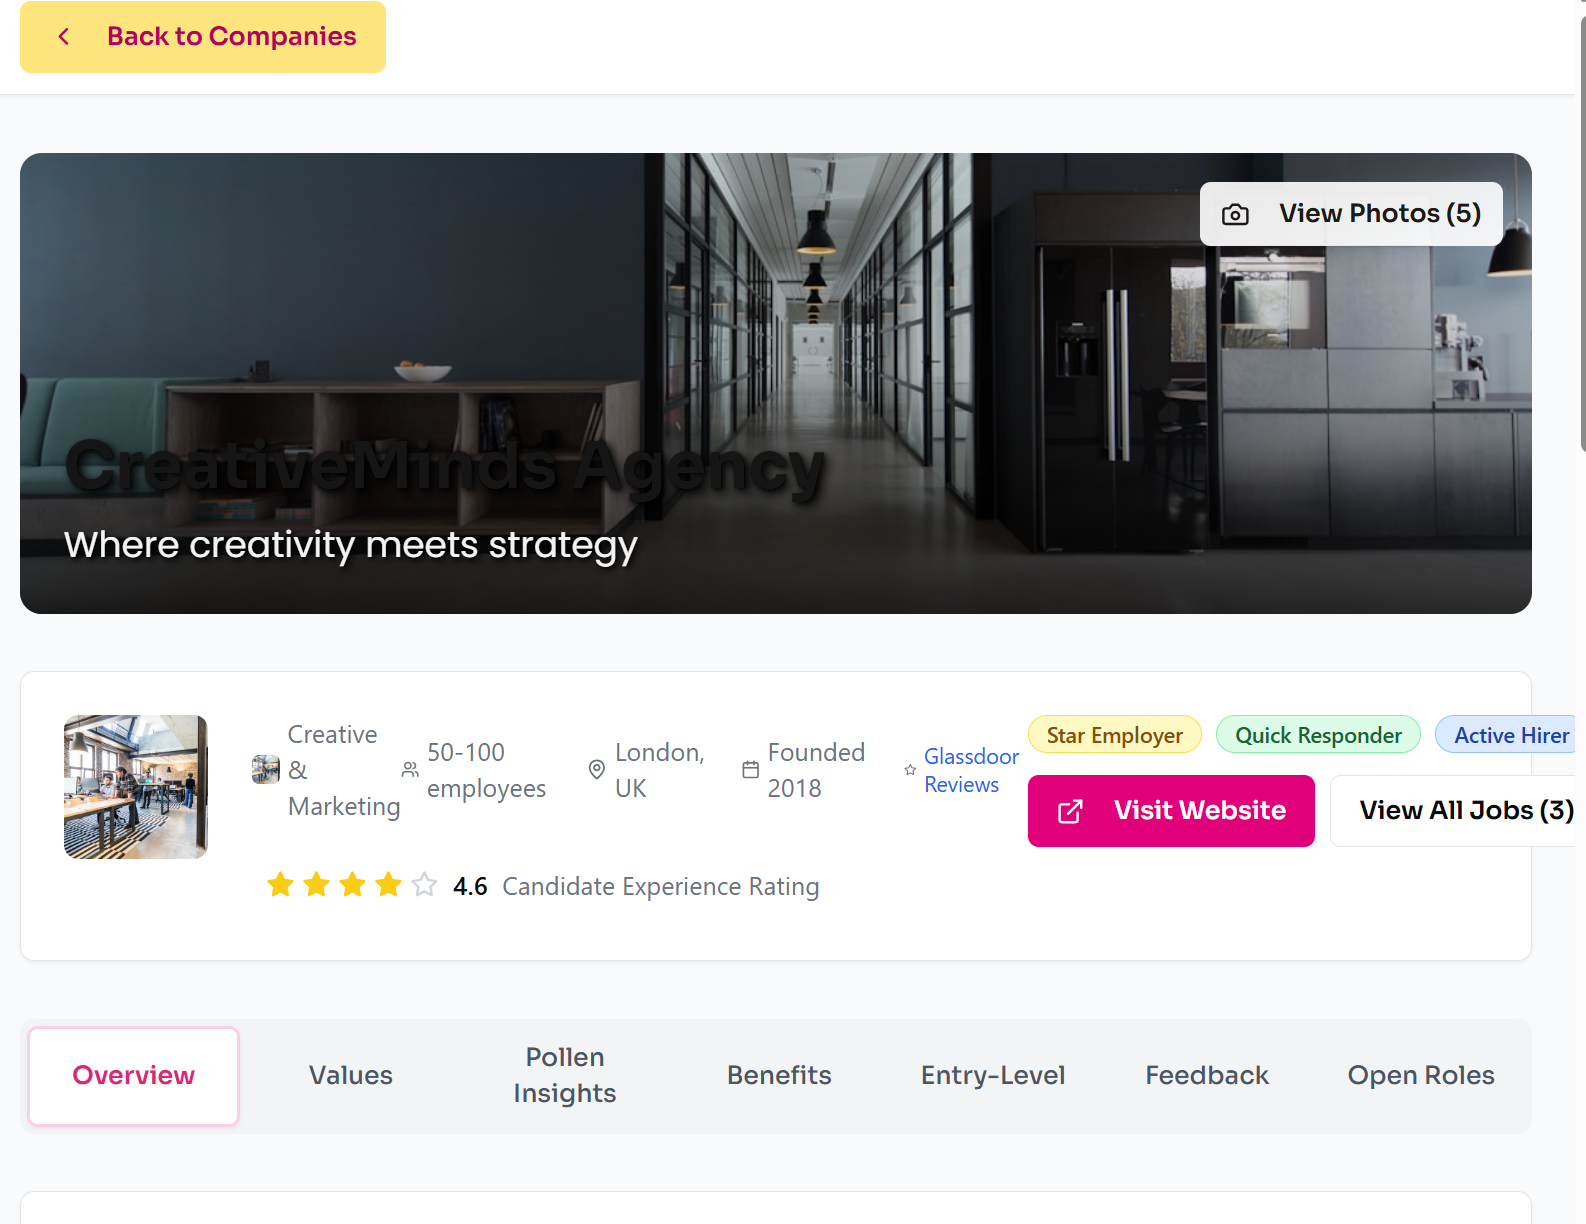 Back to Companies
View Photos (5)
CreativeMinds Agency
Where creativity meets strategy
Creative
&
Marketing
50-100
employees
London,
UK
Founded
2018
Glassdoor
Reviews
Star Employer
Quick Responder
Active Hirer
Visit Website
View All Jobs (3)
4.6 Candidate Experience Rating
Overview
Values
Pollen
Insights
Benefits
Entry-Level
Feedback
Open Roles